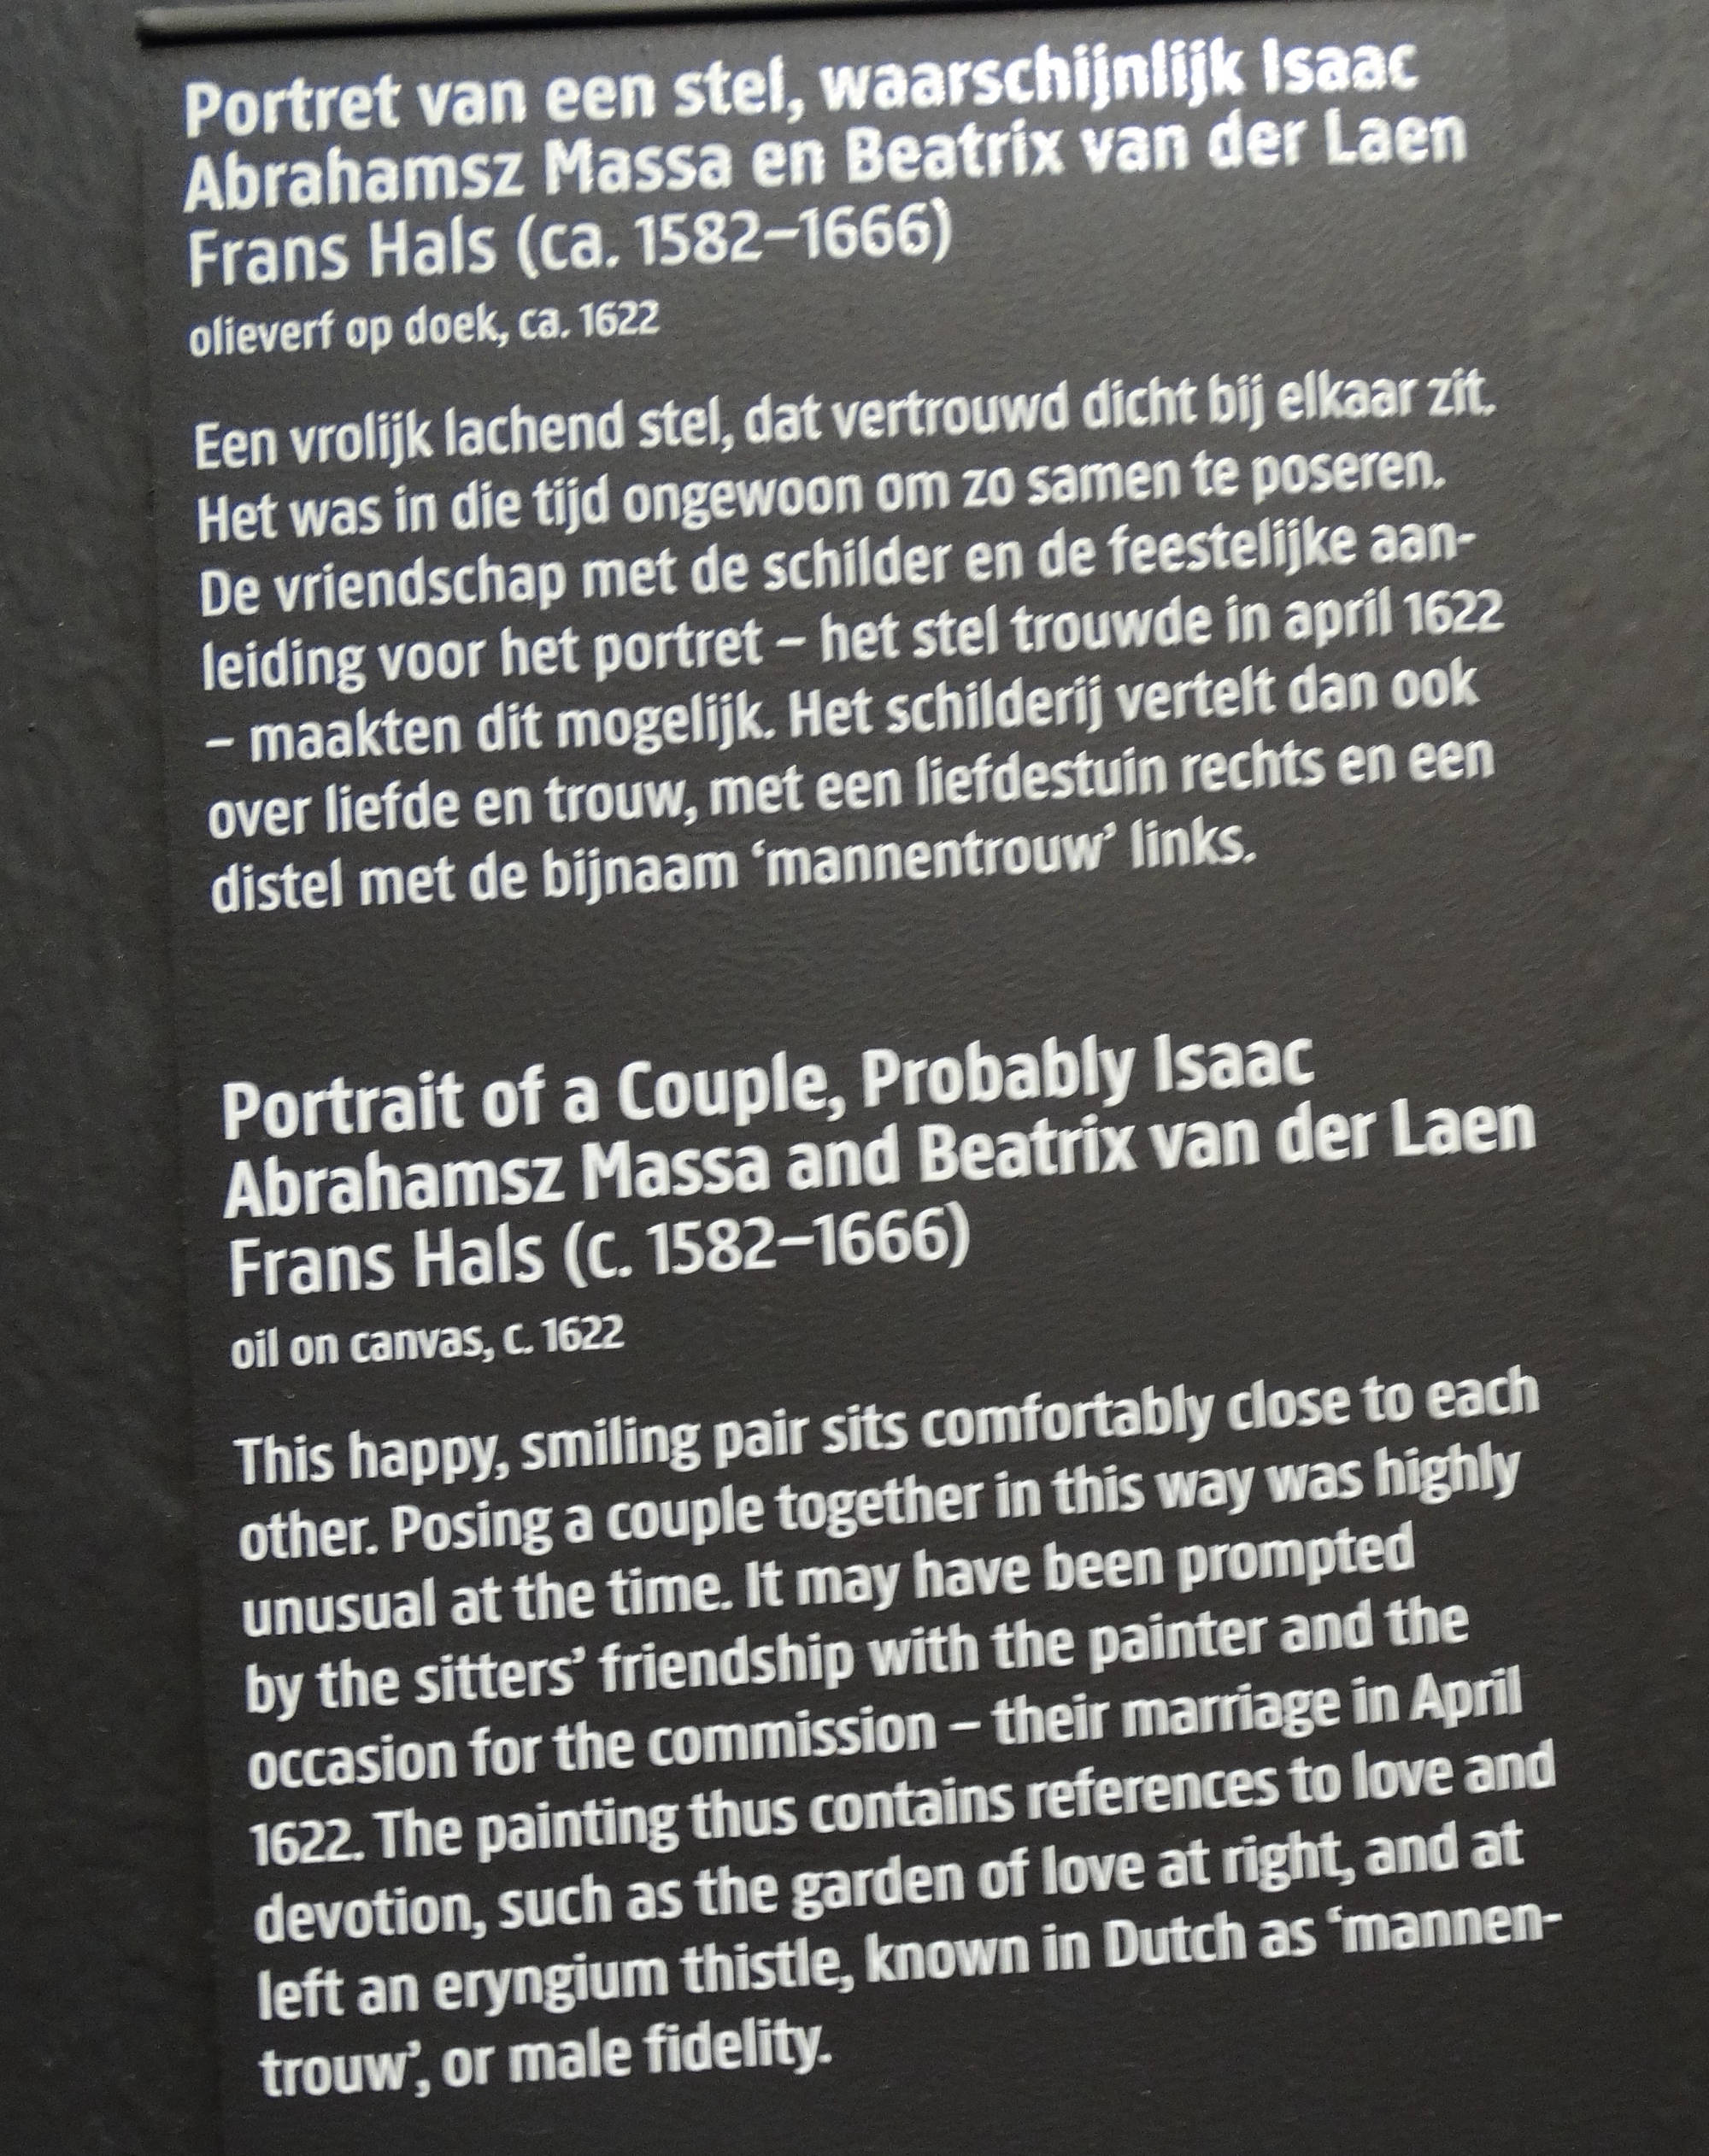 Portret van een stel, waarschijnlijk Isaac
Abrahamsz Massa en Beatrix van der Laen
Frans Hals (ca. 1582–1666)
olieverf op doek, ca. 1622
Een vrolijk lachend stel, dat vertrouwd dicht bij elkaar zit.
Het was in die tijd ongewoon om zo samen te poseren.
De vriendschap met de schilder en de feestelijke aan-
leiding voor het portret – het stel trouwde in april 1622
– maakten dit mogelijk. Het schilderij vertelt dan ook
over liefde en trouw, met een liefdestuin rechts en een
distel met de bijnaam ‘mannentrouw’ links.
Portrait of a Couple, Probably Isaac
Abrahamsz Massa and Beatrix van der Laen
Frans Hals (c. 1582–1666)
oil on canvas, c. 1622
This happy, smiling pair sits comfortably close to each
other. Posing a couple together in this way was highly
unusual at the time. It may have been prompted
by the sitters’ friendship with the painter and the
occasion for the commission – their marriage in April
1622. The painting thus contains references to love and
devotion, such as the garden of love at right, and at
left an eryngium thistle, known in Dutch as ‘mannen-
trouw’, or male fidelity.